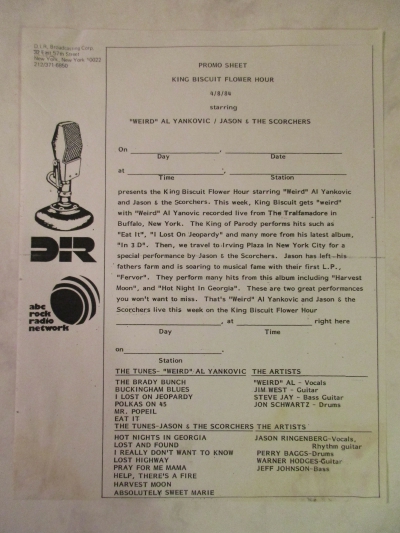 D.I.R. Broadcasting Corp.
32 East 57th Street
New York, New York 10022
212/371-6850
PROMO SHEET
KING BISCUIT FLOWER HOUR
4/8/84
starring
"WEIRD" AL YANKOVIC / JASON & THE SCORCHERS
On ,
Day Date
at ;
Time Station
presents the King Biscuit Flower Hour starring "Weird" Al Yankovic
and Jason & the Scorchers. This week, King Biscuit gets "weird"
with "Weird" Al Yanovic recorded live from The Tralfamadore in
Buffalo, New York. The King of Parody performs hits such as
"Eat It", "I Lost On Jeopardy" and many more from his latest album,
"In 3 D". Then, we travel to Irving Plaza in New York City for a
special performance by Jason & the Scorchers. Jason has left his
fathers farm and is soaring to musical fame with their first L.P.,
"Ferver". They perform many hits from this album including "Harvest
Moon", and "Hot Night In Georgia". These are two great performances
you won't want to miss. That's "Weird" Al Yankovic and Jason & the
Scorchers live this week on the King Biscuit Flower Hour
, at right here
Day Time
on .
Station
DIR
abc
rock
radio
network
THE TUNES- "WEIRD" AL YANKOVIC THE ARTISTS
THE BRADY BUNCH "WEIRD" AL - Vocals
BUCKINGHAM BLUES JIM WEST - Guitar
I LOST ON JEOPARDY STEVE JAY - Bass Guitar
POLKAS ON 45 JON SCHWARTZ - Drums
MR. POPEIL
EAT IT
THE TUNES-JASON & THE SCORCHERS THE ARTISTS
HOT NIGHTS IN GEORGIA JASON RINGENBERG-Vocals,
LOST AND FOUND Rhythm guitar
I REALLY DON'T WANT TO KNOW PERRY BAGGS-Drums
LOST HIGHWAY WARNER HODGES-Guitar
PRAY FOR ME MAMA JEFF JOHNSON-Bass
HELP, THERE'S A FIRE
HARVEST MOON
ABSOLUTELY SWEET MARIE